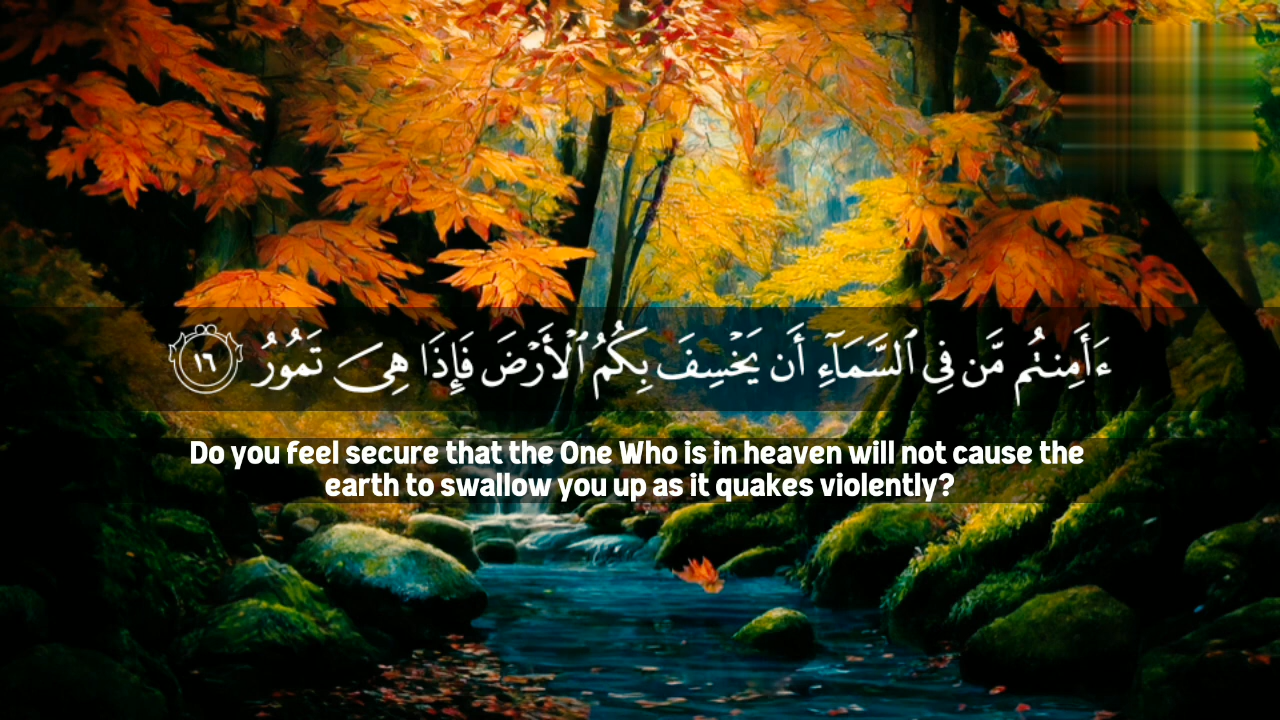 ءَأَمِنتُم مَّن فِي ٱلسَّمَآءِ أَن يَخۡسِفَ بِكُمُ ٱلۡأَرۡضَ فَإِذَا هِيَ تَمُورُ ١٦
Do you feel secure that the One Who is in heaven will not cause the
earth to swallow you up as it quakes violently?